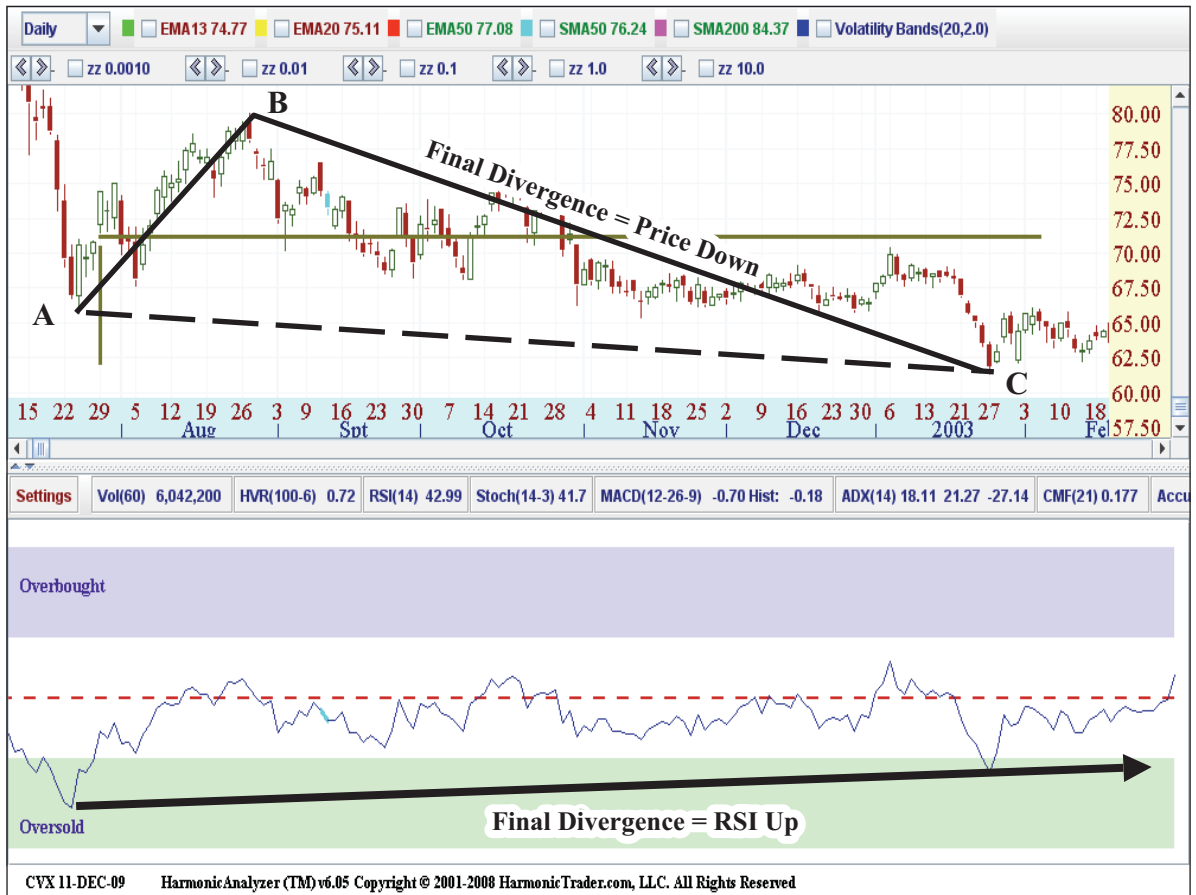 Daily EMA13 74.77 EMA20 75.11 EMA50 77.08 SMA50 76.24 SMA200 84.37 Volatility Bands(20,2.0)
zz 0.0010 zz 0.01 zz 0.1 zz 1.0 zz 10.0
B
80.00
77.50
Final Divergence = Price Down
75.00
72.50
70.00
67.50
A
65.00
62.50
C
60.00
15 22 29 5 12 19 26 3 9 16 23 30 7 14 21 28 4 11 18 25 2 9 16 23 30 6 13 21 27 3 10 18
57.50
Aug Spt Oct Nov Dec 2003 Fel
Settings Vol(60) 6,042,200 HVR(100-6) 0.72 RSI(14) 42.99 Stoch(14-3) 41.7 MACD(12-26-9) -0.70 Hist: -0.18 ADX(14) 18.11 21.27 -27.14 CMF(21) 0.177 Accu
Overbought
Final Divergence = RSI Up
Oversold
CVX 11-DEC-09 HarmonicAnalyzer (TM) v6.05 Copyright © 2001-2008 HarmonicTrader.com, LLC. All Rights Reserved